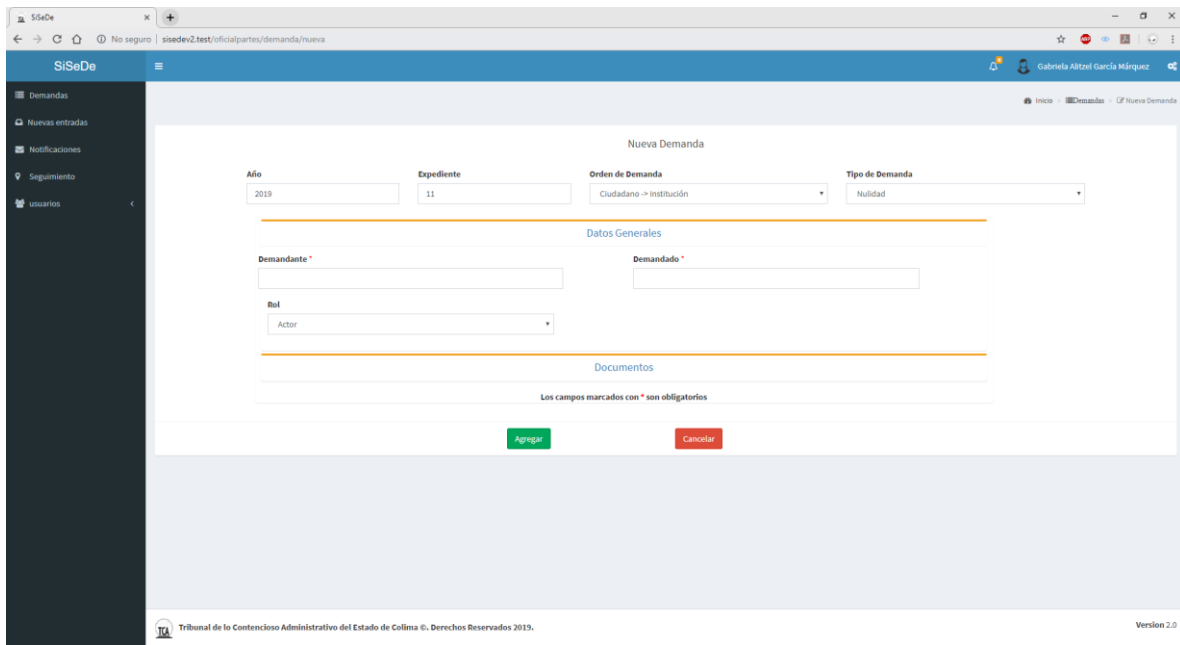 SiSeDe
No seguro | sisedev2.test/oficialpartes/demanda/nueva
SiSeDe
Gabriela Alitzel García Márquez
Demandas
Nuevas entradas
Notificaciones
Seguimiento
usuarios
Inicio > Demandas > Nueva Demanda
Nueva Demanda
Año Expediente Orden de Demanda Tipo de Demanda
2019 11 Ciudadano -> Institución Nulidad
Datos Generales
Demandante * Demandado *
Rol
Actor
Documentos
Los campos marcados con * son obligatorios
Agregar Cancelar
TCA Tribunal de lo Contencioso Administrativo del Estado de Colima ©. Derechos Reservados 2019. Version 2.0